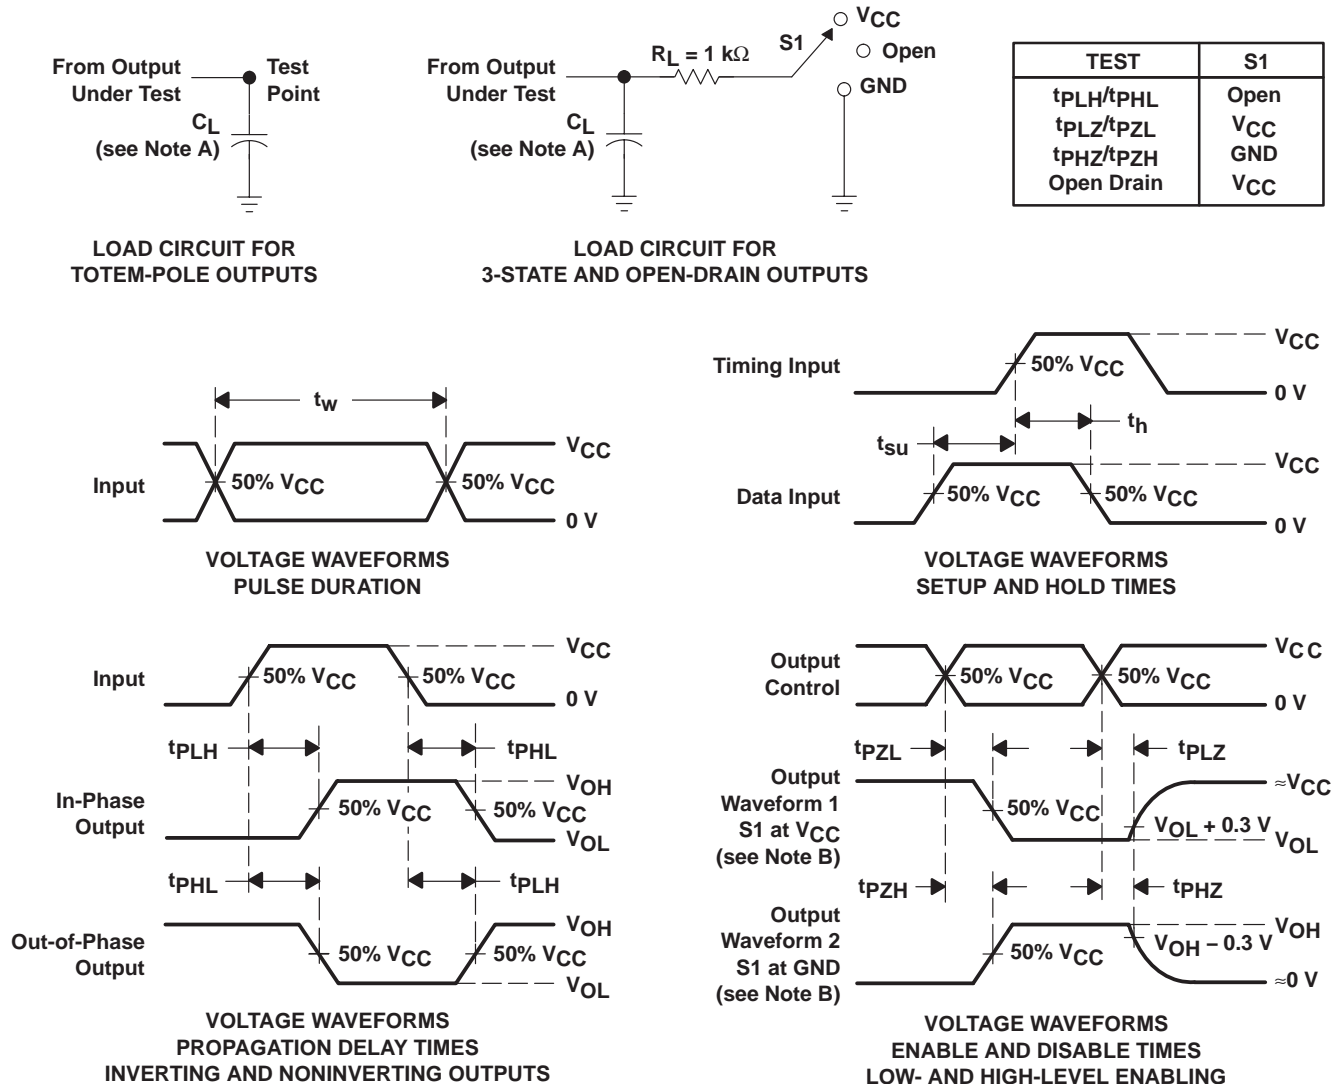 From Output
Under Test
Test
Point
CL
(see Note A)
LOAD CIRCUIT FOR
TOTEM-POLE OUTPUTS
From Output
Under Test
RL = 1 kΩ
S1
VCC
Open
GND
CL
(see Note A)
LOAD CIRCUIT FOR
3-STATE AND OPEN-DRAIN OUTPUTS
TEST S1
tPLH/tPHL Open
tPLZ/tPZL VCC
tPHZ/tPZH GND
Open Drain VCC
tw
Input
50% VCC
50% VCC
VCC
0 V
VOLTAGE WAVEFORMS
PULSE DURATION
Timing Input
50% VCC
VCC
0 V
tsu
th
Data Input
50% VCC
50% VCC
VCC
0 V
VOLTAGE WAVEFORMS
SETUP AND HOLD TIMES
Input
50% VCC
50% VCC
VCC
0 V
tPLH
tPHL
In-Phase
Output
50% VCC
50% VCC
VOH
VOL
tPHL
tPLH
Out-of-Phase
Output
50% VCC
50% VCC
VOH
VOL
VOLTAGE WAVEFORMS
PROPAGATION DELAY TIMES
INVERTING AND NONINVERTING OUTPUTS
Output
Control
50% VCC
50% VCC
VCC
0 V
tPZL
tPLZ
Output
Waveform 1
S1 at VCC
(see Note B)
50% VCC
≈VCC
VOL + 0.3 V
VOL
tPZH
tPHZ
Output
Waveform 2
S1 at GND
(see Note B)
50% VCC
VOH
VOH − 0.3 V
≈0 V
VOLTAGE WAVEFORMS
ENABLE AND DISABLE TIMES
LOW- AND HIGH-LEVEL ENABLING